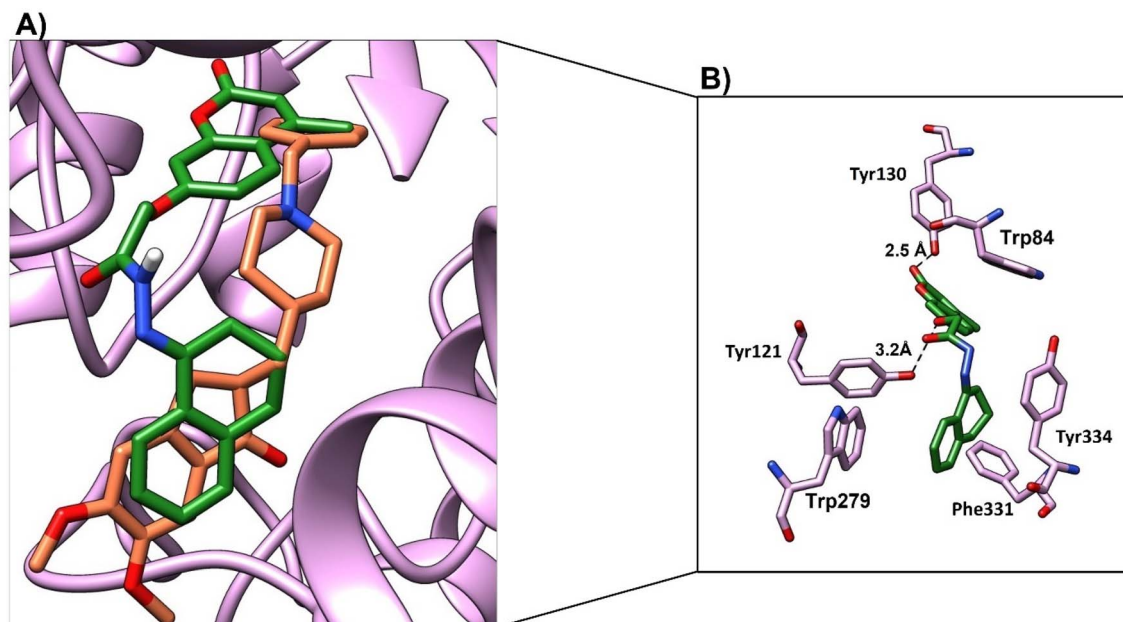 A)
B)
Tyr130
Trp84
2.5 Å
Tyr121
3.2Å
Tyr334
Trp279
Phe331